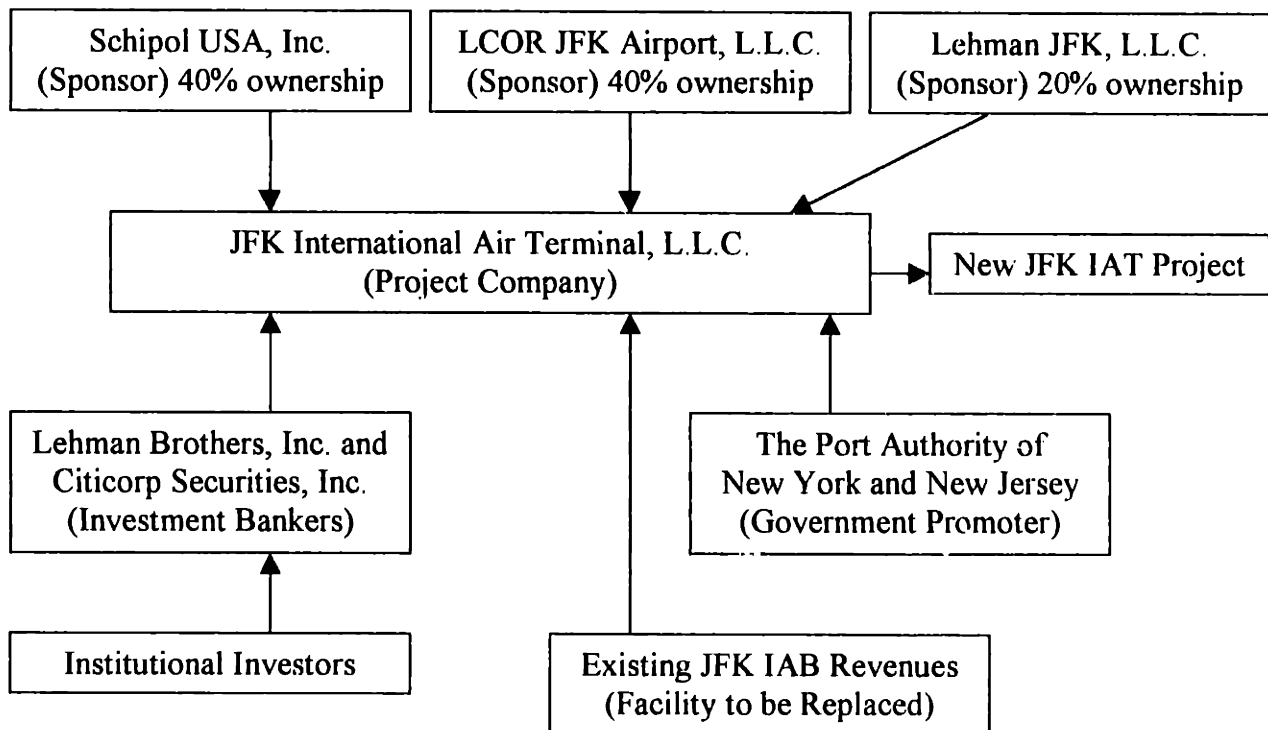 Schipol USA, Inc.
(Sponsor) 40% ownership
LCOR JFK Airport, L.L.C.
(Sponsor) 40% ownership
Lehman JFK, L.L.C.
(Sponsor) 20% ownership
JFK International Air Terminal, L.L.C.
(Project Company)
New JFK IAT Project
Lehman Brothers, Inc. and
Citicorp Securities, Inc.
(Investment Bankers)
The Port Authority of
New York and New Jersey
(Government Promoter)
Institutional Investors
Existing JFK IAB Revenues
(Facility to be Replaced)